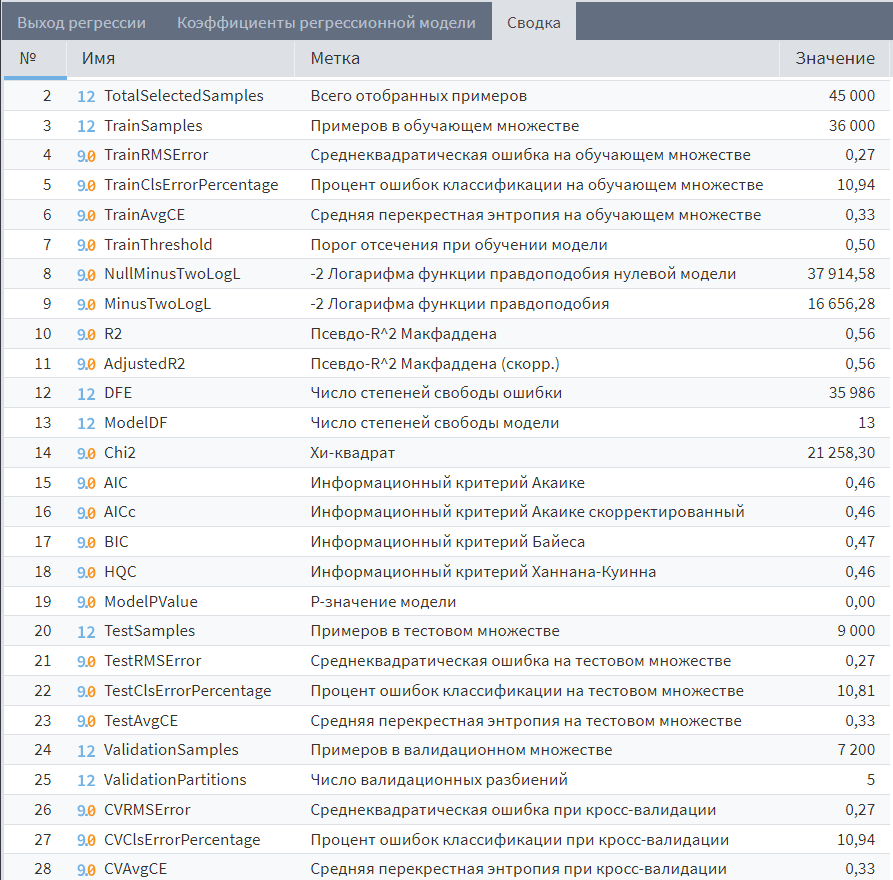 Выход регрессии Коэффициенты регрессионной модели Сводка
№ Имя Метка Значение
2 12 TotalSelectedSamples Всего отобранных примеров 45 000
3 12 TrainSamples Примеров в обучающем множестве 36 000
4 9.0 TrainRMSError Среднеквадратическая ошибка на обучающем множестве 0,27
5 9.0 TrainClsErrorPercentage Процент ошибок классификации на обучающем множестве 10,94
6 9.0 TrainAvgCE Средняя перекрестная энтропия на обучающем множестве 0,33
7 9.0 TrainThreshold Порог отсечения при обучении модели 0,50
8 9.0 NullMinusTwoLogL -2 Логарифма функции правдоподобия нулевой модели 37 914,58
9 9.0 MinusTwoLogL -2 Логарифма функции правдоподобия 16 656,28
10 9.0 R2 Псевдо-R^2 Макфаддена 0,56
11 9.0 AdjustedR2 Псевдо-R^2 Макфаддена (скорр.) 0,56
12 12 DFE Число степеней свободы ошибки 35 986
13 12 ModelDF Число степеней свободы модели 13
14 9.0 Chi2 Хи-квадрат 21 258,30
15 9.0 AIC Информационный критерий Акаике 0,46
16 9.0 AICc Информационный критерий Акаике скорректированный 0,46
17 9.0 BIC Информационный критерий Байеса 0,47
18 9.0 HQC Информационный критерий Ханнана-Куинна 0,46
19 9.0 ModelPValue P-значение модели 0,00
20 12 TestSamples Примеров в тестовом множестве 9 000
21 9.0 TestRMSError Среднеквадратическая ошибка на тестовом множестве 0,27
22 9.0 TestClsErrorPercentage Процент ошибок классификации на тестовом множестве 10,81
23 9.0 TestAvgCE Средняя перекрестная энтропия на тестовом множестве 0,33
24 12 ValidationSamples Примеров в валидационном множестве 7 200
25 12 ValidationPartitions Число валидационных разбиений 5
26 9.0 CVRMSError Среднеквадратическая ошибка при кросс-валидации 0,27
27 9.0 CVClsErrorPercentage Процент ошибок классификации при кросс-валидации 10,94
28 9.0 CVAvgCE Средняя перекрестная энтропия при кросс-валидации 0,33